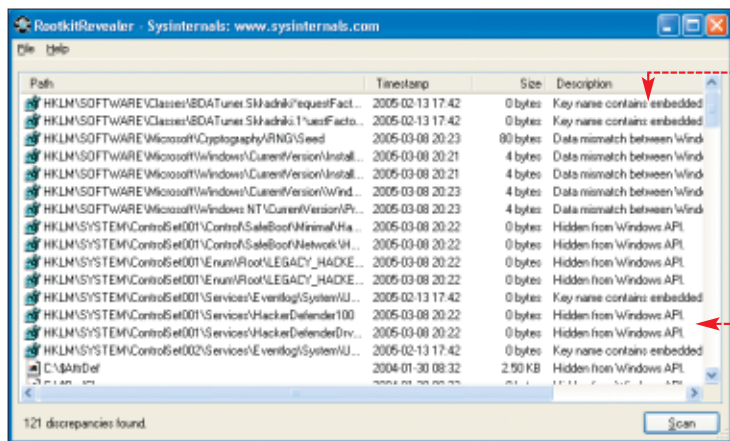 RootkitRevealer - Sysinternals: www.sysinternals.com
File Help
Path Timestamp Size Description
HKLM\SOFTWARE\Classes\BDATuner.Składniki*equestFact... 2005-02-13 17:42 0 bytes Key name contains embedded
HKLM\SOFTWARE\Classes\BDATuner.Składniki.1*uestFacto... 2005-02-13 17:42 0 bytes Key name contains embedded
HKLM\SOFTWARE\Microsoft\Cryptography\RNG\Seed 2005-03-08 20:23 80 bytes Data mismatch between Wind
HKLM\SOFTWARE\Microsoft\Windows\CurrentVersion\Install... 2005-03-08 20:21 4 bytes Data mismatch between Wind
HKLM\SOFTWARE\Microsoft\Windows\CurrentVersion\Install... 2005-03-08 20:21 4 bytes Data mismatch between Wind
HKLM\SOFTWARE\Microsoft\Windows\CurrentVersion\Wind... 2005-03-08 20:23 4 bytes Data mismatch between Wind
HKLM\SOFTWARE\Microsoft\Windows NT\CurrentVersion\Pr... 2005-03-08 20:23 4 bytes Data mismatch between Wind
HKLM\SYSTEM\ControlSet001\Control\SafeBoot\Minimal\Ha... 2005-03-08 20:22 0 bytes Hidden from Windows API.
HKLM\SYSTEM\ControlSet001\Control\SafeBoot\Network\H... 2005-03-08 20:22 0 bytes Hidden from Windows API.
HKLM\SYSTEM\ControlSet001\Enum\Root\LEGACY_HACKE... 2005-03-08 20:22 0 bytes Hidden from Windows API.
HKLM\SYSTEM\ControlSet001\Enum\Root\LEGACY_HACKE... 2005-03-08 20:22 0 bytes Hidden from Windows API.
HKLM\SYSTEM\ControlSet001\Services\Eventlog\System\U... 2005-02-13 17:42 0 bytes Key name contains embedded
HKLM\SYSTEM\ControlSet001\Services\HackerDefender100 2005-03-08 20:22 0 bytes Hidden from Windows API.
HKLM\SYSTEM\ControlSet001\Services\HackerDefenderDrv... 2005-03-08 20:22 0 bytes Hidden from Windows API.
HKLM\SYSTEM\ControlSet002\Services\Eventlog\System\U... 2005-02-13 17:42 0 bytes Key name contains embedded
C:\$AttrDef 2004-01-30 08:32 2.50 KB Hidden from Windows API.
121 discrepancies found.
Scan